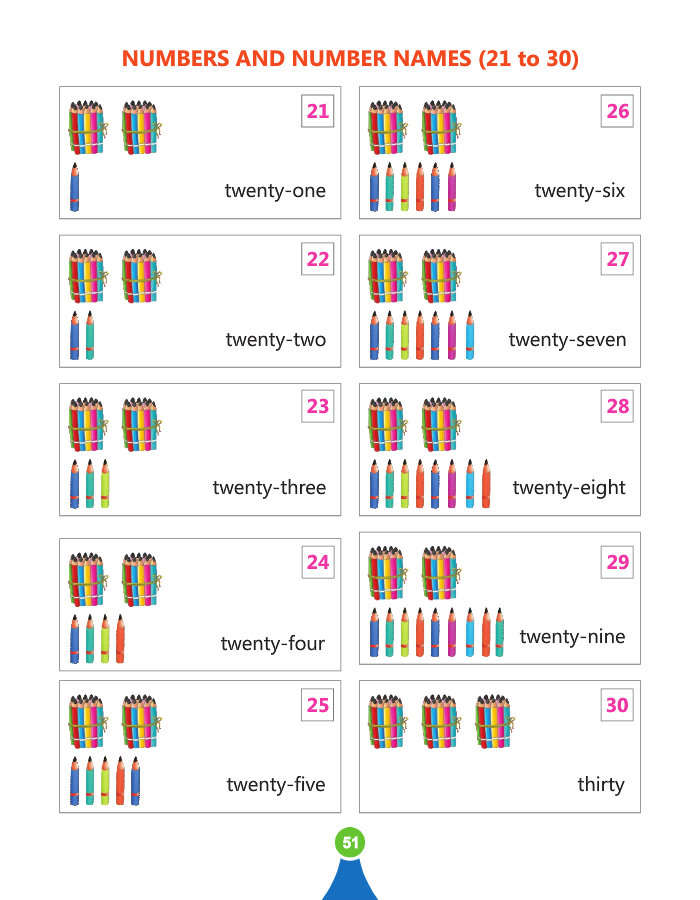 NUMBERS AND NUMBER NAMES (21 to 30)
21
twenty-one
22
twenty-two
23
twenty-three
24
twenty-four
25
twenty-five
26
twenty-six
27
twenty-seven
28
twenty-eight
29
twenty-nine
30
thirty
51